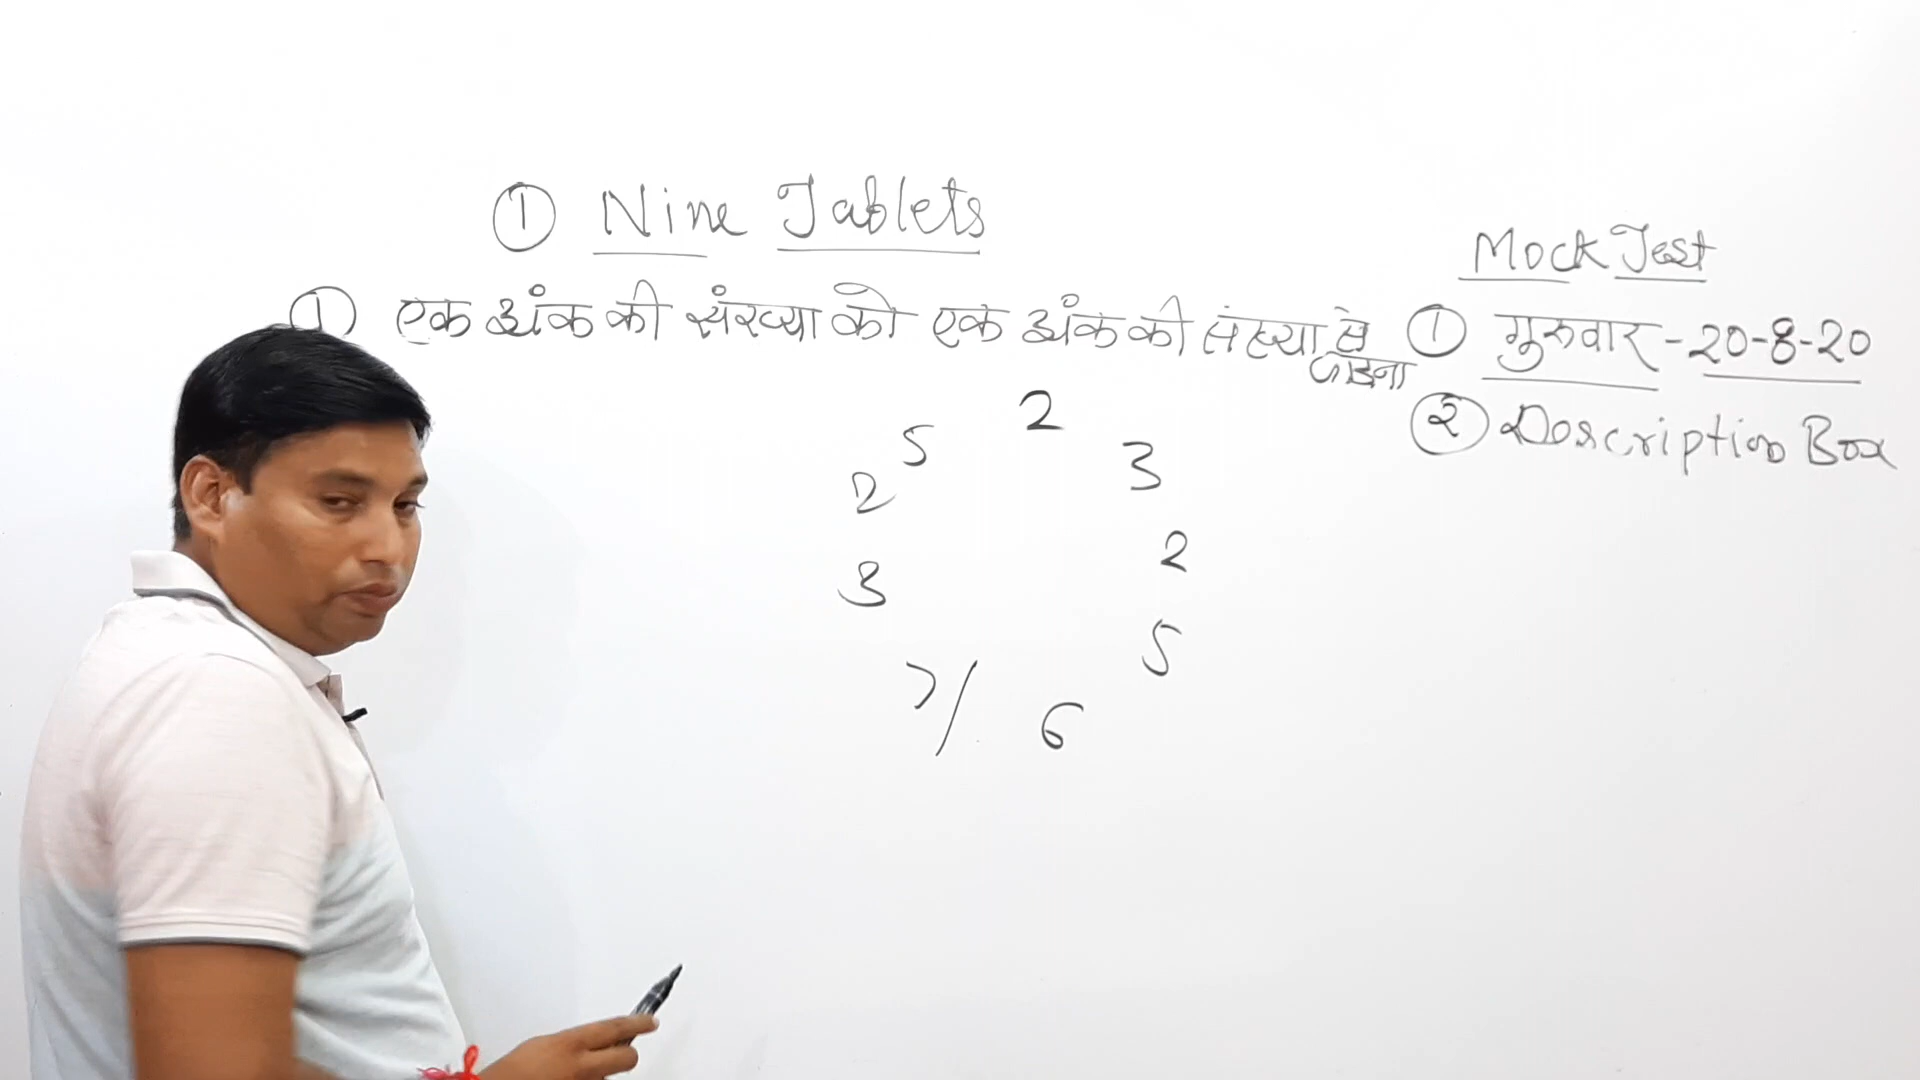 ① Nine Tablets
① एक अंक की संख्या को एक अंक की संख्या से
जोडना
Mock Test
① गुरुवार - 20-8-20
② Description Box
2
5
3
2
2
3
5
7/
6